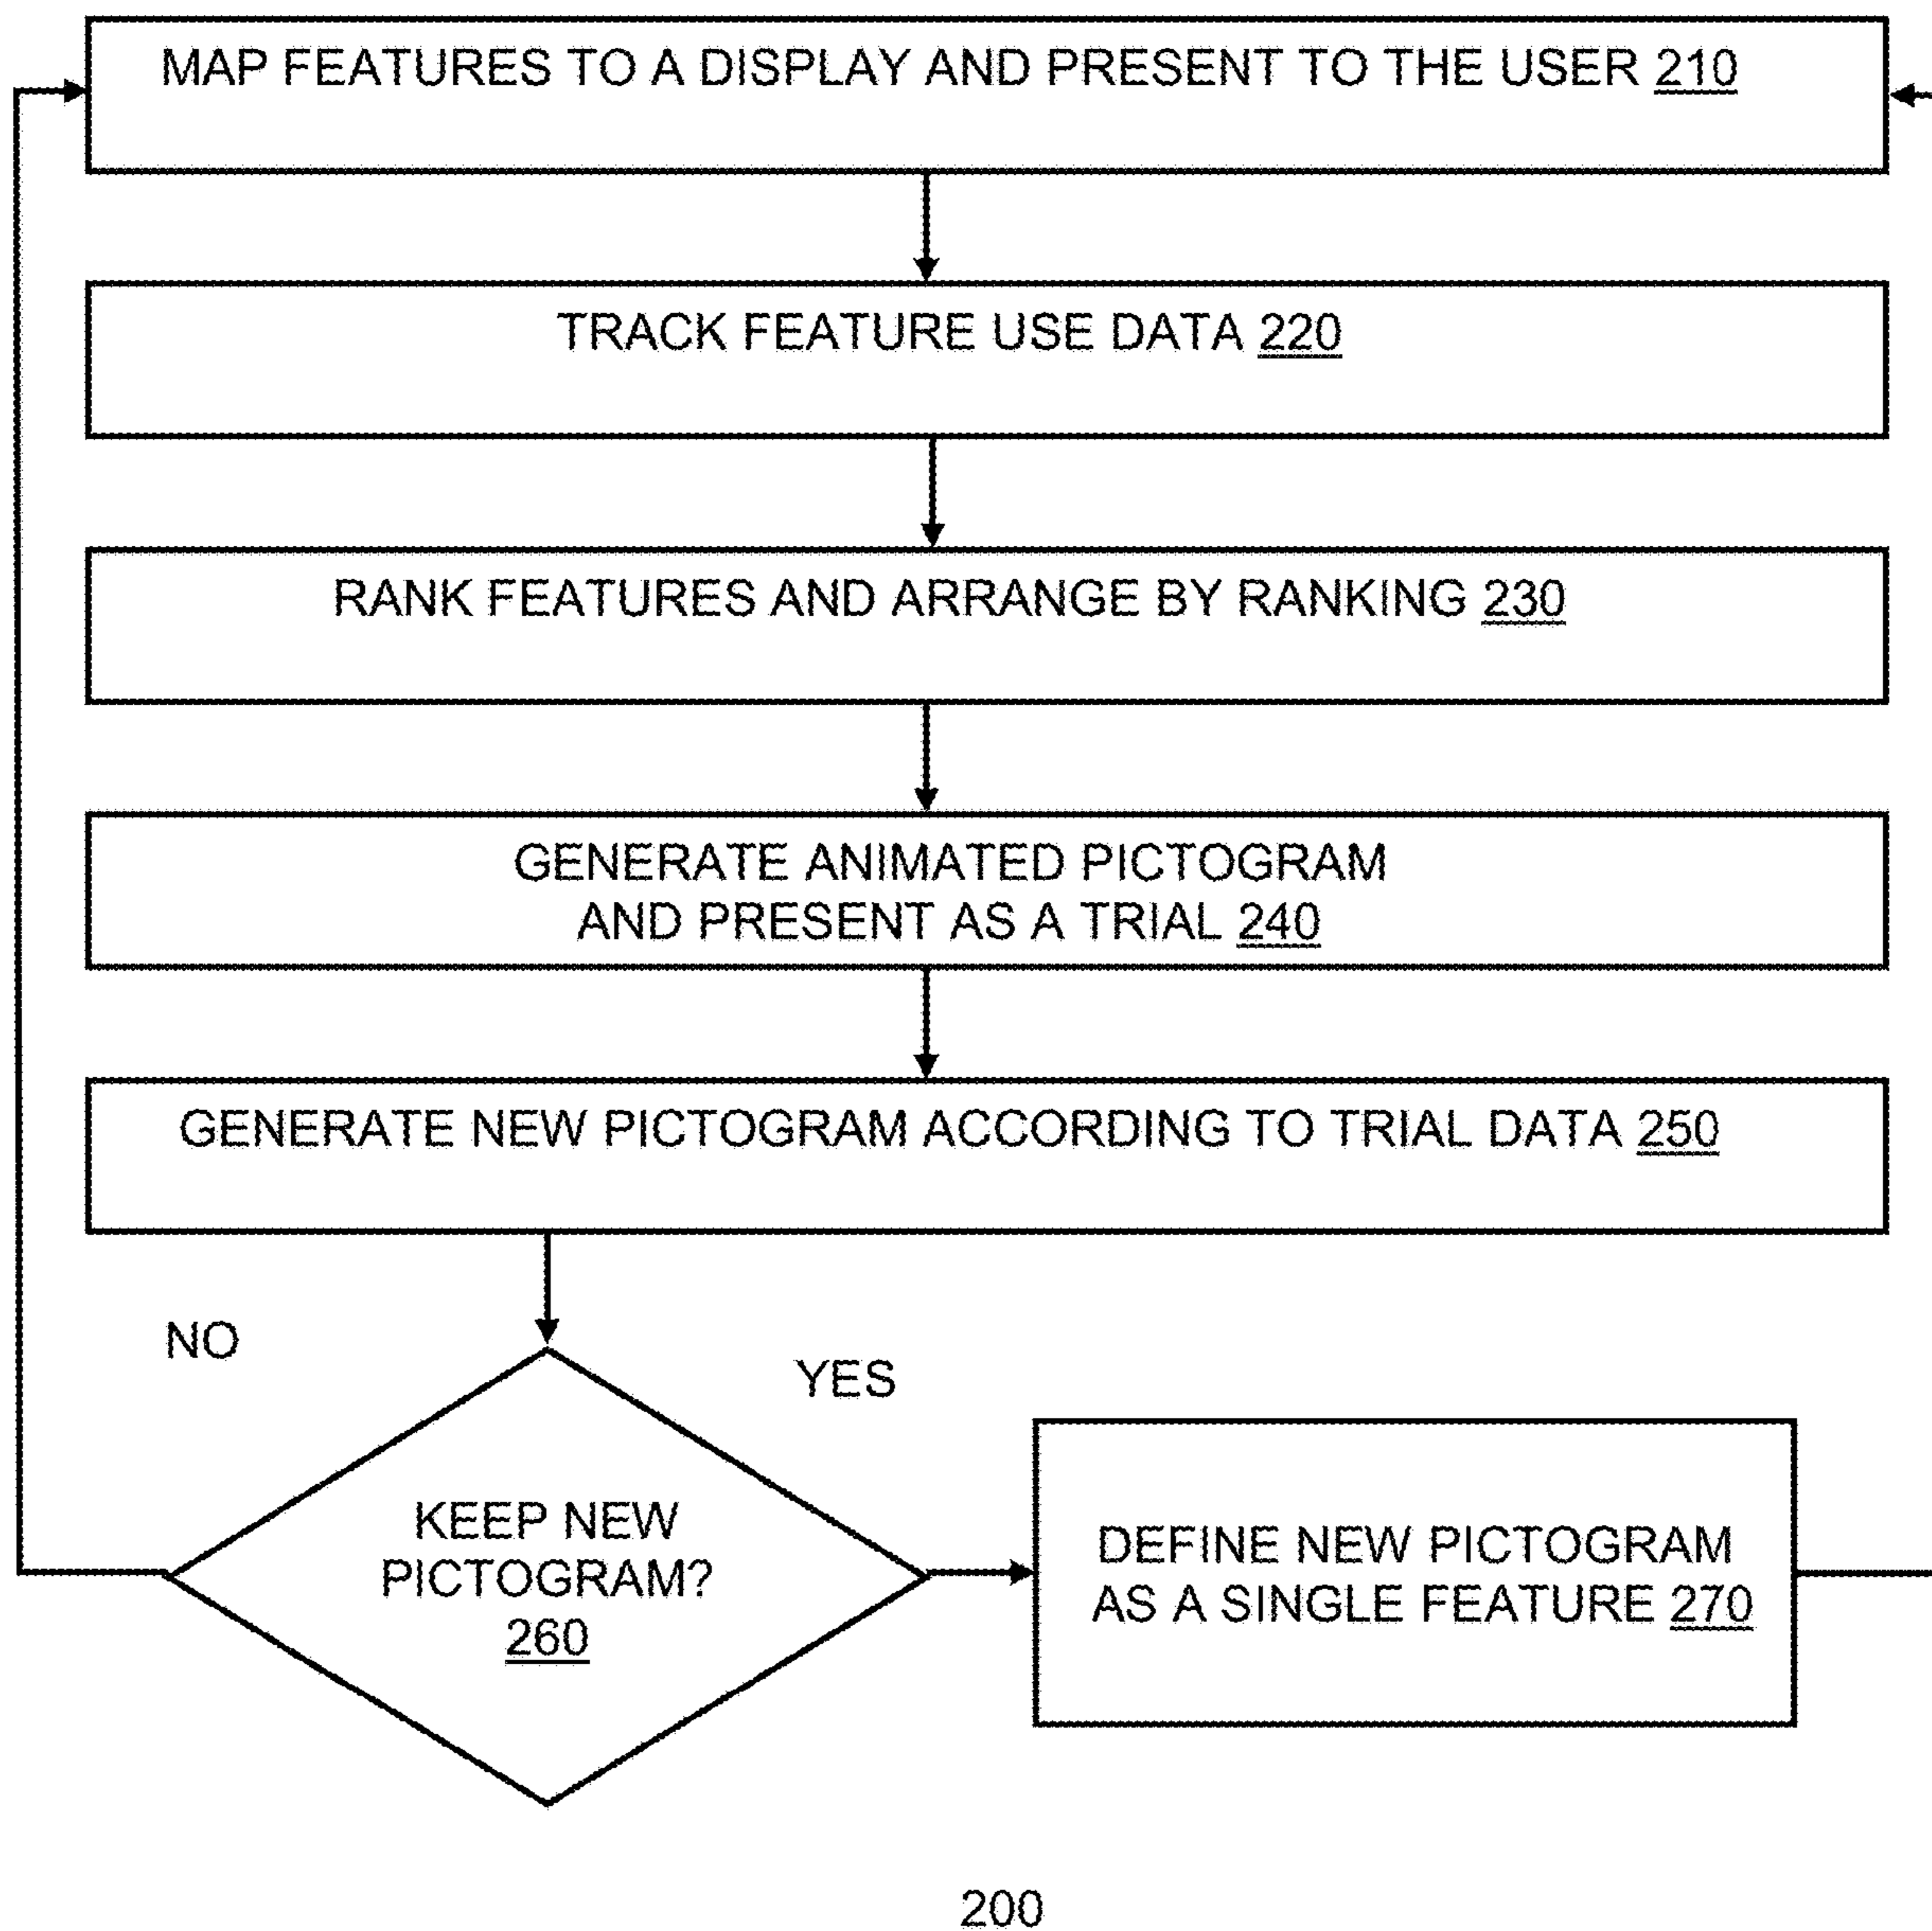 MAP FEATURES TO A DISPLAY AND PRESENT TO THE USER 210
TRACK FEATURE USE DATA 220
RANK FEATURES AND ARRANGE BY RANKING 230
GENERATE ANIMATED PICTOGRAM
AND PRESENT AS A TRIAL 240
GENERATE NEW PICTOGRAM ACCORDING TO TRIAL DATA 250
NO
YES
KEEP NEW
PICTOGRAM?
260
DEFINE NEW PICTOGRAM
AS A SINGLE FEATURE 270
200